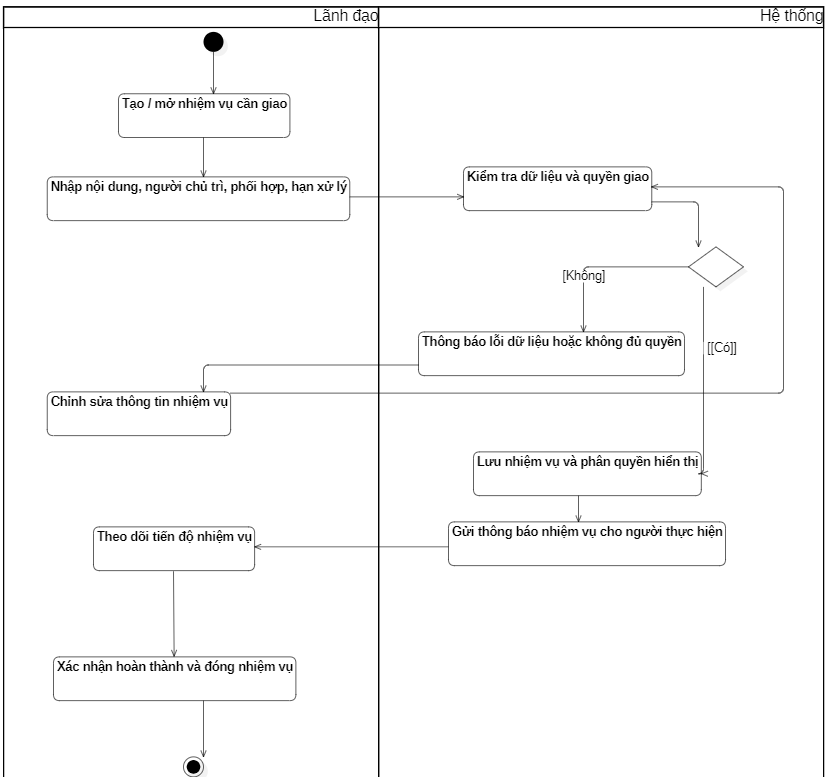 Lãnh đạo
Hệ thống
Tạo / mở nhiệm vụ cần giao
Nhập nội dung, người chủ trì, phối hợp, hạn xử lý
Kiểm tra dữ liệu và quyền giao
[Không]
Thông báo lỗi dữ liệu hoặc không đủ quyền
[[Có]]
Chỉnh sửa thông tin nhiệm vụ
Lưu nhiệm vụ và phân quyền hiển thị
Gửi thông báo nhiệm vụ cho người thực hiện
Theo dõi tiến độ nhiệm vụ
Xác nhận hoàn thành và đóng nhiệm vụ